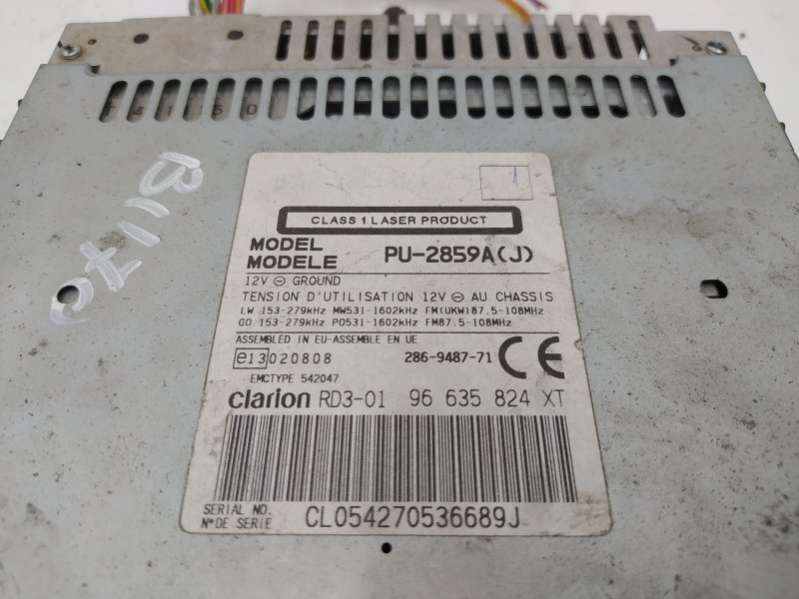 B1170
1
CLASS 1 LASER PRODUCT
MODEL
MODELE PU-2859A(J)
12V ⊖ GROUND
TENSION D'UTILISATION 12V ⊖ AU CHASSIS
LW 153-279kHz MW531-1602kHz FM(UKW)87.5-108MHz
GO 153-279kHz PO531-1602kHz FM87.5-108MHz
ASSEMBLED IN EU-ASSEMBLE EN UE
e13 020808 286-9487-71 CE
EMCTYPE 542047
clarion RD3-01 96 635 824 XT
SERIAL NO.
N° DE SERIE CL054270536689J